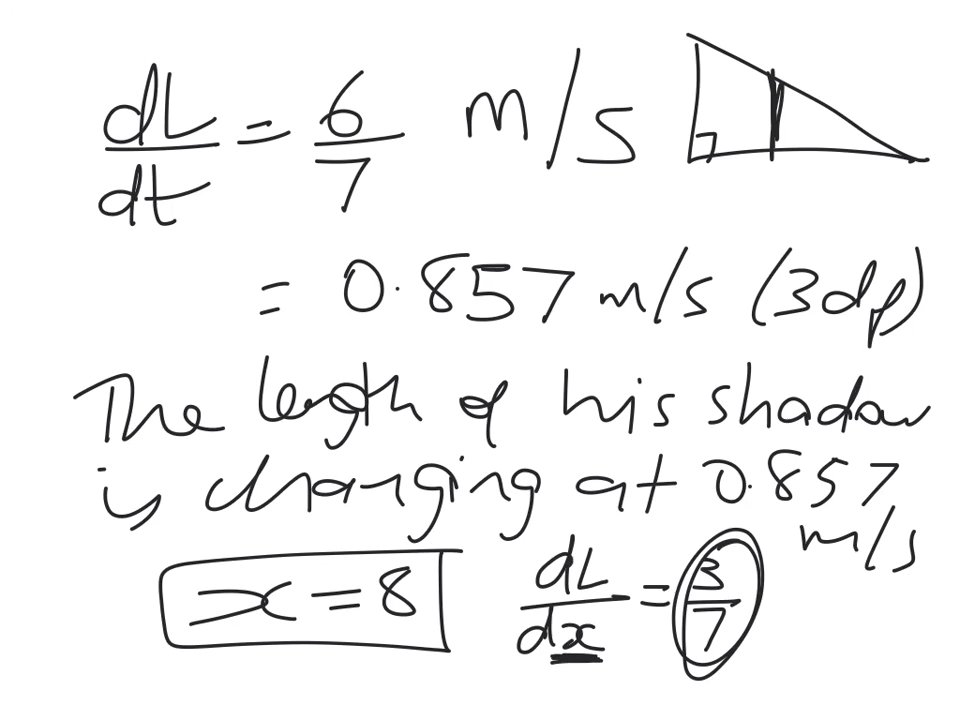 dL/dt = 6/7 m/s
= 0.857 m/s (3dp)
The length of his shadow
is changing at 0.857
m/s
x = 8 dL/dx = 3/7